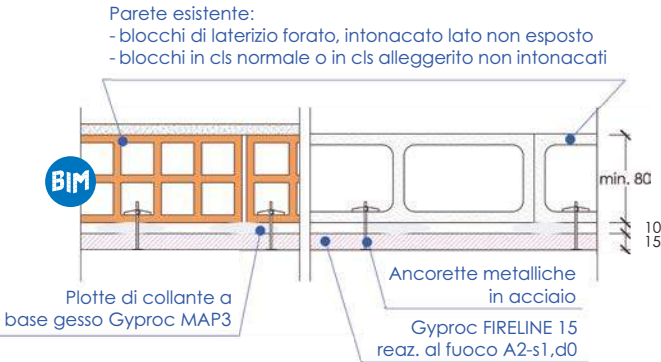 Parete esistente:
- blocchi di laterizio forato, intonacato lato non esposto
- blocchi in cls normale o in cls alleggerito non intonacati
BIM
min. 80
10
15
Plotte di collante a
base gesso Gyproc MAP3
Ancorette metalliche
in acciaio
Gyproc FIRELINE 15
reaz. al fuoco A2-s1,d0